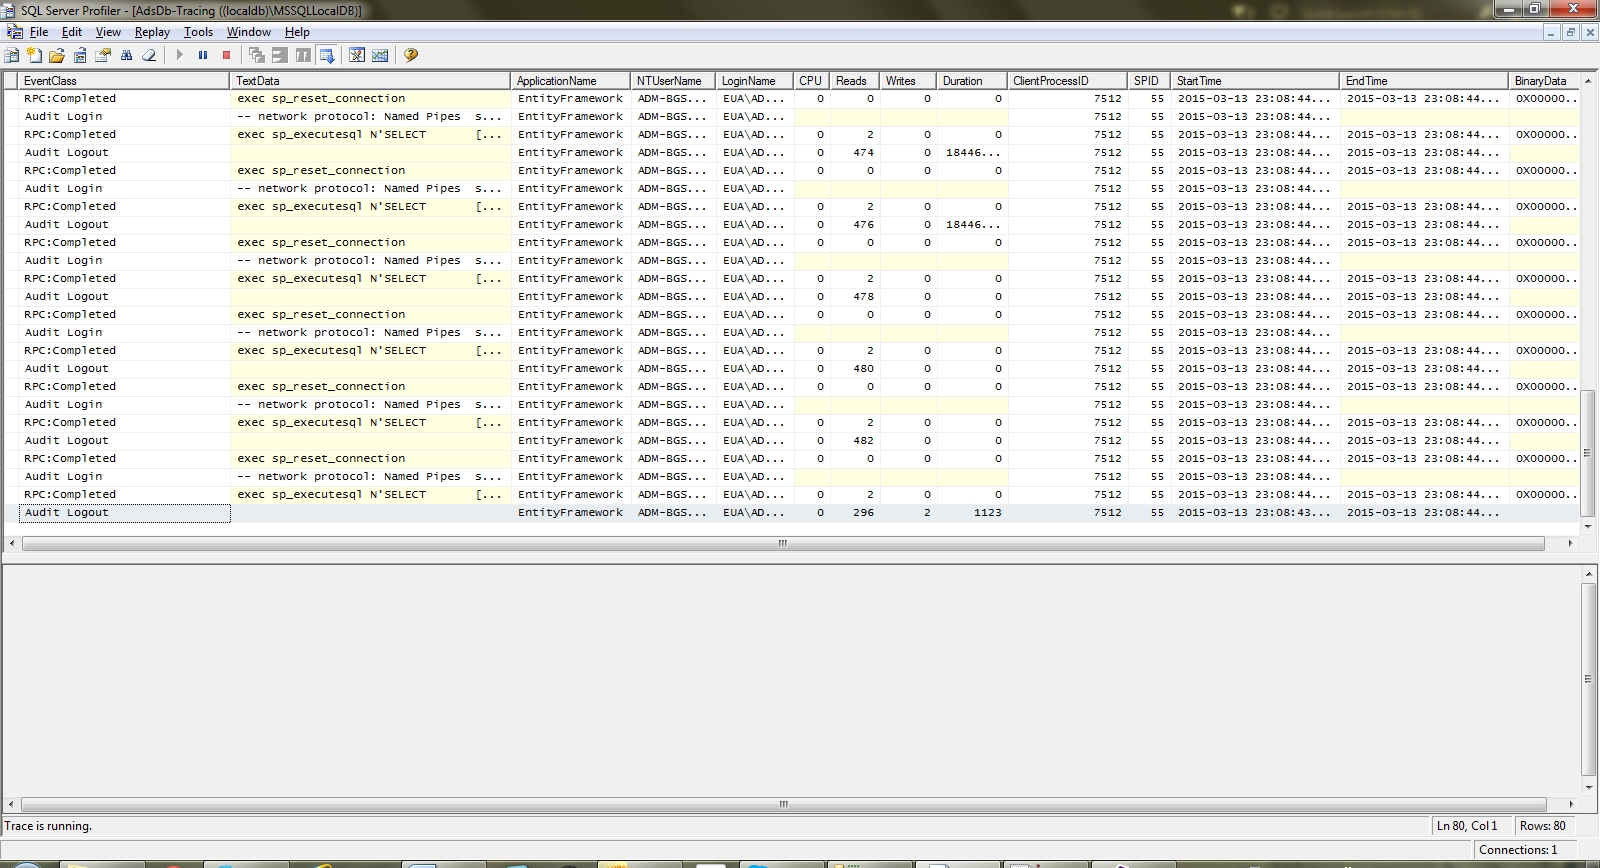 SQL Server Profiler - [AdsDb-Tracing ((localdb)\MSSQLLocalDB)]
File Edit View Replay Tools Window Help
EventClass TextData ApplicationName NTUserName LoginName CPU Reads Writes Duration ClientProcessID SPID StartTime EndTime BinaryData
RPC:Completed exec sp_reset_connection EntityFramework ADM-BGS... EUA\AD... 0 0 0 0 7512 55 2015-03-13 23:08:44... 2015-03-13 23:08:44... 0X00000...
Audit Login -- network protocol: Named Pipes s... EntityFramework ADM-BGS... EUA\AD... 7512 55 2015-03-13 23:08:44...
RPC:Completed exec sp_executesql N'SELECT [... EntityFramework ADM-BGS... EUA\AD... 0 2 0 0 7512 55 2015-03-13 23:08:44... 2015-03-13 23:08:44... 0X00000...
Audit Logout EntityFramework ADM-BGS... EUA\AD... 0 474 0 18446... 7512 55 2015-03-13 23:08:44... 2015-03-13 23:08:44...
RPC:Completed exec sp_reset_connection EntityFramework ADM-BGS... EUA\AD... 0 0 0 0 7512 55 2015-03-13 23:08:44... 2015-03-13 23:08:44... 0X00000...
Audit Login -- network protocol: Named Pipes s... EntityFramework ADM-BGS... EUA\AD... 7512 55 2015-03-13 23:08:44...
RPC:Completed exec sp_executesql N'SELECT [... EntityFramework ADM-BGS... EUA\AD... 0 2 0 0 7512 55 2015-03-13 23:08:44... 2015-03-13 23:08:44... 0X00000...
Audit Logout EntityFramework ADM-BGS... EUA\AD... 0 476 0 18446... 7512 55 2015-03-13 23:08:44... 2015-03-13 23:08:44...
RPC:Completed exec sp_reset_connection EntityFramework ADM-BGS... EUA\AD... 0 0 0 0 7512 55 2015-03-13 23:08:44... 2015-03-13 23:08:44... 0X00000...
Audit Login -- network protocol: Named Pipes s... EntityFramework ADM-BGS... EUA\AD... 7512 55 2015-03-13 23:08:44...
RPC:Completed exec sp_executesql N'SELECT [... EntityFramework ADM-BGS... EUA\AD... 0 2 0 0 7512 55 2015-03-13 23:08:44... 2015-03-13 23:08:44... 0X00000...
Audit Logout EntityFramework ADM-BGS... EUA\AD... 0 478 0 0 7512 55 2015-03-13 23:08:44... 2015-03-13 23:08:44...
RPC:Completed exec sp_reset_connection EntityFramework ADM-BGS... EUA\AD... 0 0 0 0 7512 55 2015-03-13 23:08:44... 2015-03-13 23:08:44... 0X00000...
Audit Login -- network protocol: Named Pipes s... EntityFramework ADM-BGS... EUA\AD... 7512 55 2015-03-13 23:08:44...
RPC:Completed exec sp_executesql N'SELECT [... EntityFramework ADM-BGS... EUA\AD... 0 2 0 0 7512 55 2015-03-13 23:08:44... 2015-03-13 23:08:44... 0X00000...
Audit Logout EntityFramework ADM-BGS... EUA\AD... 0 480 0 0 7512 55 2015-03-13 23:08:44... 2015-03-13 23:08:44...
RPC:Completed exec sp_reset_connection EntityFramework ADM-BGS... EUA\AD... 0 0 0 0 7512 55 2015-03-13 23:08:44... 2015-03-13 23:08:44... 0X00000...
Audit Login -- network protocol: Named Pipes s... EntityFramework ADM-BGS... EUA\AD... 7512 55 2015-03-13 23:08:44...
RPC:Completed exec sp_executesql N'SELECT [... EntityFramework ADM-BGS... EUA\AD... 0 2 0 0 7512 55 2015-03-13 23:08:44... 2015-03-13 23:08:44... 0X00000...
Audit Logout EntityFramework ADM-BGS... EUA\AD... 0 482 0 0 7512 55 2015-03-13 23:08:44... 2015-03-13 23:08:44...
RPC:Completed exec sp_reset_connection EntityFramework ADM-BGS... EUA\AD... 0 0 0 0 7512 55 2015-03-13 23:08:44... 2015-03-13 23:08:44... 0X00000...
Audit Login -- network protocol: Named Pipes s... EntityFramework ADM-BGS... EUA\AD... 7512 55 2015-03-13 23:08:44...
RPC:Completed exec sp_executesql N'SELECT [... EntityFramework ADM-BGS... EUA\AD... 0 2 0 0 7512 55 2015-03-13 23:08:44... 2015-03-13 23:08:44... 0X00000...
Audit Logout EntityFramework ADM-BGS... EUA\AD... 0 296 2 1123 7512 55 2015-03-13 23:08:43... 2015-03-13 23:08:44...
Trace is running. Ln 80, Col 1 Rows: 80
Connections: 1